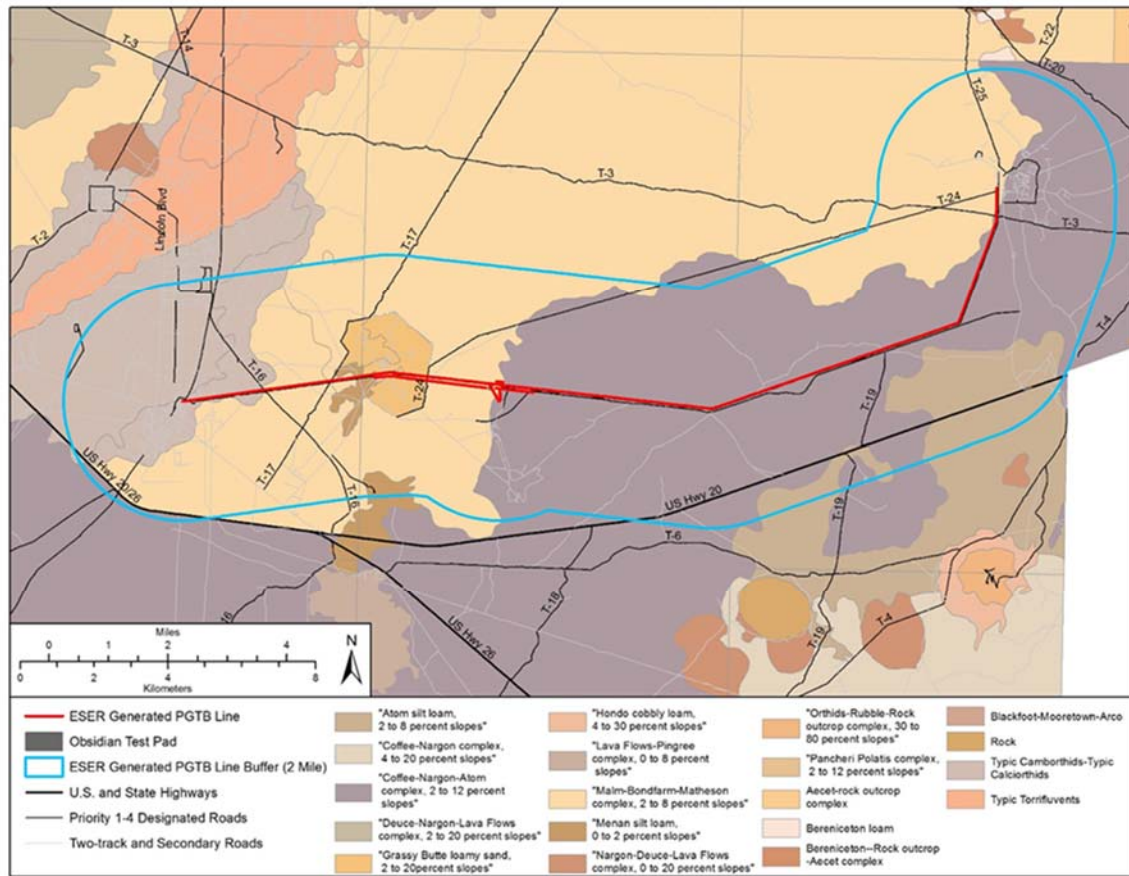 T-3
T-14
T-22
T-20
T-25
T-3
T-24
T-3
T-2
Lincoln Blvd
T-17
T-4
T-16
T-24
T-19
T-17
T-16
US Hwy 20/26
US Hwy 20
T-19
T-6
T-18
T-4
T-19
16
US Hwy 26
Miles
0 2 4
N
0 2 4 8
Kilometers
ESER Generated PGTB Line
Obsidian Test Pad
ESER Generated PGTB Line Buffer (2 Mile)
U.S. and State Highways
Priority 1-4 Designated Roads
Two-track and Secondary Roads
"Atom silt loam,
2 to 8 percent slopes"
"Coffee-Nargon complex,
4 to 20 percent slopes"
"Coffee-Nargon-Atom
complex, 2 to 12 percent
slopes"
"Deuce-Nargon-Lava Flows
complex, 2 to 20 percent slopes"
"Grassy Butte loamy sand,
2 to 20percent slopes"
"Hondo cobbly loam,
4 to 30 percent slopes"
"Lava Flows-Pingree
complex, 0 to 8 percent
slopes"
"Malm-Bondfarm-Matheson
complex, 2 to 8 percent slopes"
"Menan silt loam,
0 to 2 percent slopes"
"Nargon-Deuce-Lava Flows
complex, 0 to 20 percent slopes"
"Orthids-Rubble-Rock
outcrop complex, 30 to
80 percent slopes"
"Pancheri Polatis complex,
2 to 12 percent slopes"
Aecet-rock outcrop
complex
Bereniceton loam
Bereniceton--Rock outcrop
-Aecet complex
Blackfoot-Mooretown-Arco
Rock
Typic Camborthids-Typic
Calciorthids
Typic Torrifluvents